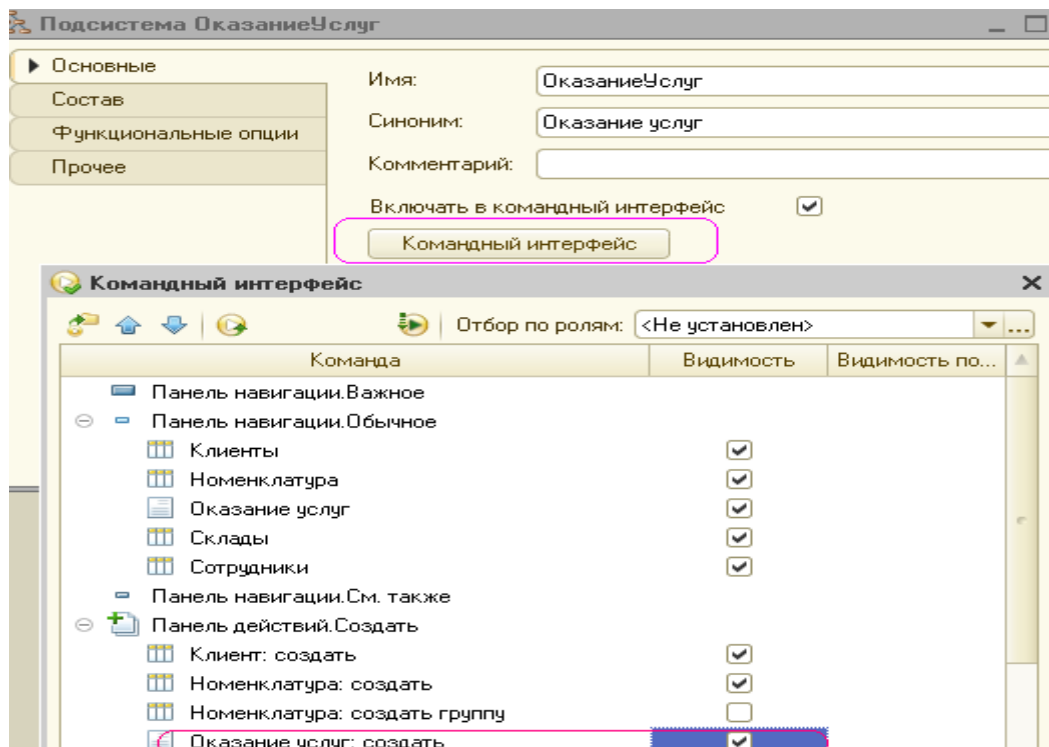 Подсистема ОказаниеУслуг
Основные
Состав
Функциональные опции
Прочее
Имя: ОказаниеУслуг
Синоним: Оказание услуг
Комментарий:
Включать в командный интерфейс
Командный интерфейс
Командный интерфейс
Отбор по ролям: <Не установлен>
Команда Видимость Видимость по...
Панель навигации.Важное
Панель навигации.Обычное
Клиенты
Номенклатура
Оказание услуг
Склады
Сотрудники
Панель навигации.См. также
Панель действий.Создать
Клиент: создать
Номенклатура: создать
Номенклатура: создать группу
Оказание услуг: создать